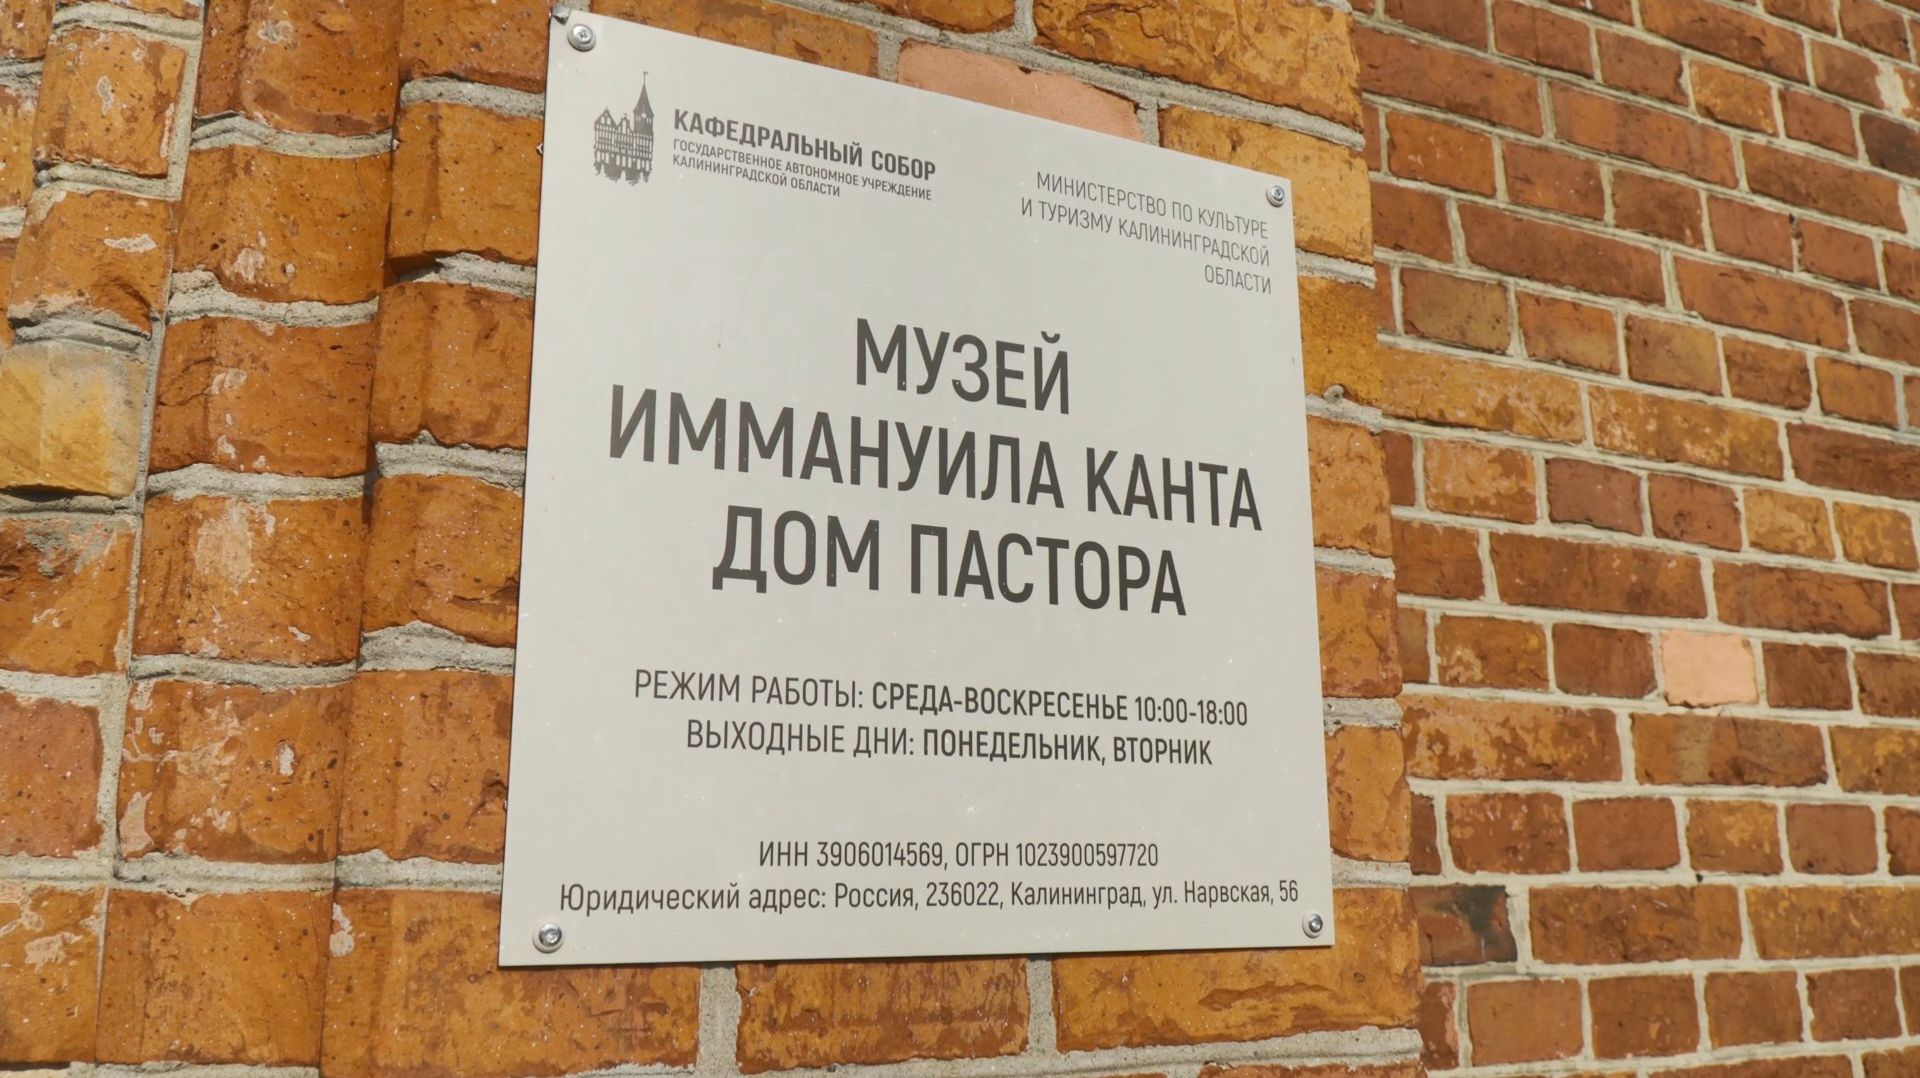 КАФЕДРАЛЬНЫЙ СОБОР
ГОСУДАРСТВЕННОЕ АВТОНОМНОЕ УЧРЕЖДЕНИЕ
КАЛИНИНГРАДСКОЙ ОБЛАСТИ
МИНИСТЕРСТВО ПО КУЛЬТУРЕ
И ТУРИЗМУ КАЛИНИНГРАДСКОЙ
ОБЛАСТИ
МУЗЕЙ
ИММАНУИЛА КАНТА
ДОМ ПАСТОРА
РЕЖИМ РАБОТЫ: СРЕДА-ВОСКРЕСЕНЬЕ 10:00-18:00
ВЫХОДНЫЕ ДНИ: ПОНЕДЕЛЬНИК, ВТОРНИК
ИНН 3906014569, ОГРН 1023900597720
Юридический адрес: Россия, 236022, Калининград, ул. Нарвская, 56